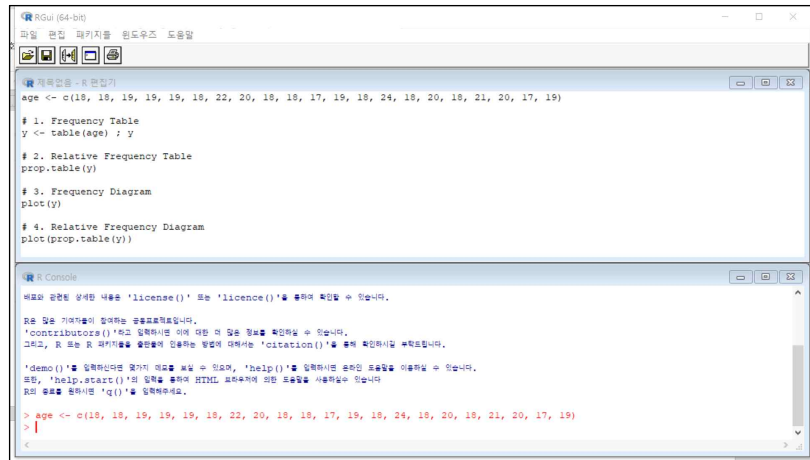 RGui (64-bit)
파일 편집 패키지들 윈도우즈 도움말
제목없음 - R 편집기
age <- c(18, 18, 19, 19, 19, 18, 22, 20, 18, 18, 17, 19, 18, 24, 18, 20, 18, 21, 20, 17, 19)
# 1. Frequency Table
y <- table(age) ; y
# 2. Relative Frequency Table
prop.table(y)
# 3. Frequency Diagram
plot(y)
# 4. Relative Frequency Diagram
plot(prop.table(y))
R Console
배포와 관련된 상세한 내용은 'license()' 또는 'licence()'을 통하여 확인할 수 있습니다.
R은 많은 기여자들이 참여하는 공동프로젝트입니다.
'contributors()'라고 입력하시면 이에 대한 더 많은 정보를 확인하실 수 있습니다.
그리고, R 또는 R 패키지들을 출판물에 인용하는 방법에 대해서는 'citation()'을 통해 확인하시길 부탁드립니다.
'demo()'를 입력하신다면 몇가지 데모를 보실 수 있으며, 'help()'를 입력하시면 온라인 도움말을 이용하실 수 있습니다.
또한, 'help.start()'의 입력을 통하여 HTML 브라우저에 의한 도움말을 사용하실수 있습니다
R의 종료를 원하시면 'q()'을 입력해주세요.
> age <- c(18, 18, 19, 19, 19, 18, 22, 20, 18, 18, 17, 19, 18, 24, 18, 20, 18, 21, 20, 17, 19)
>